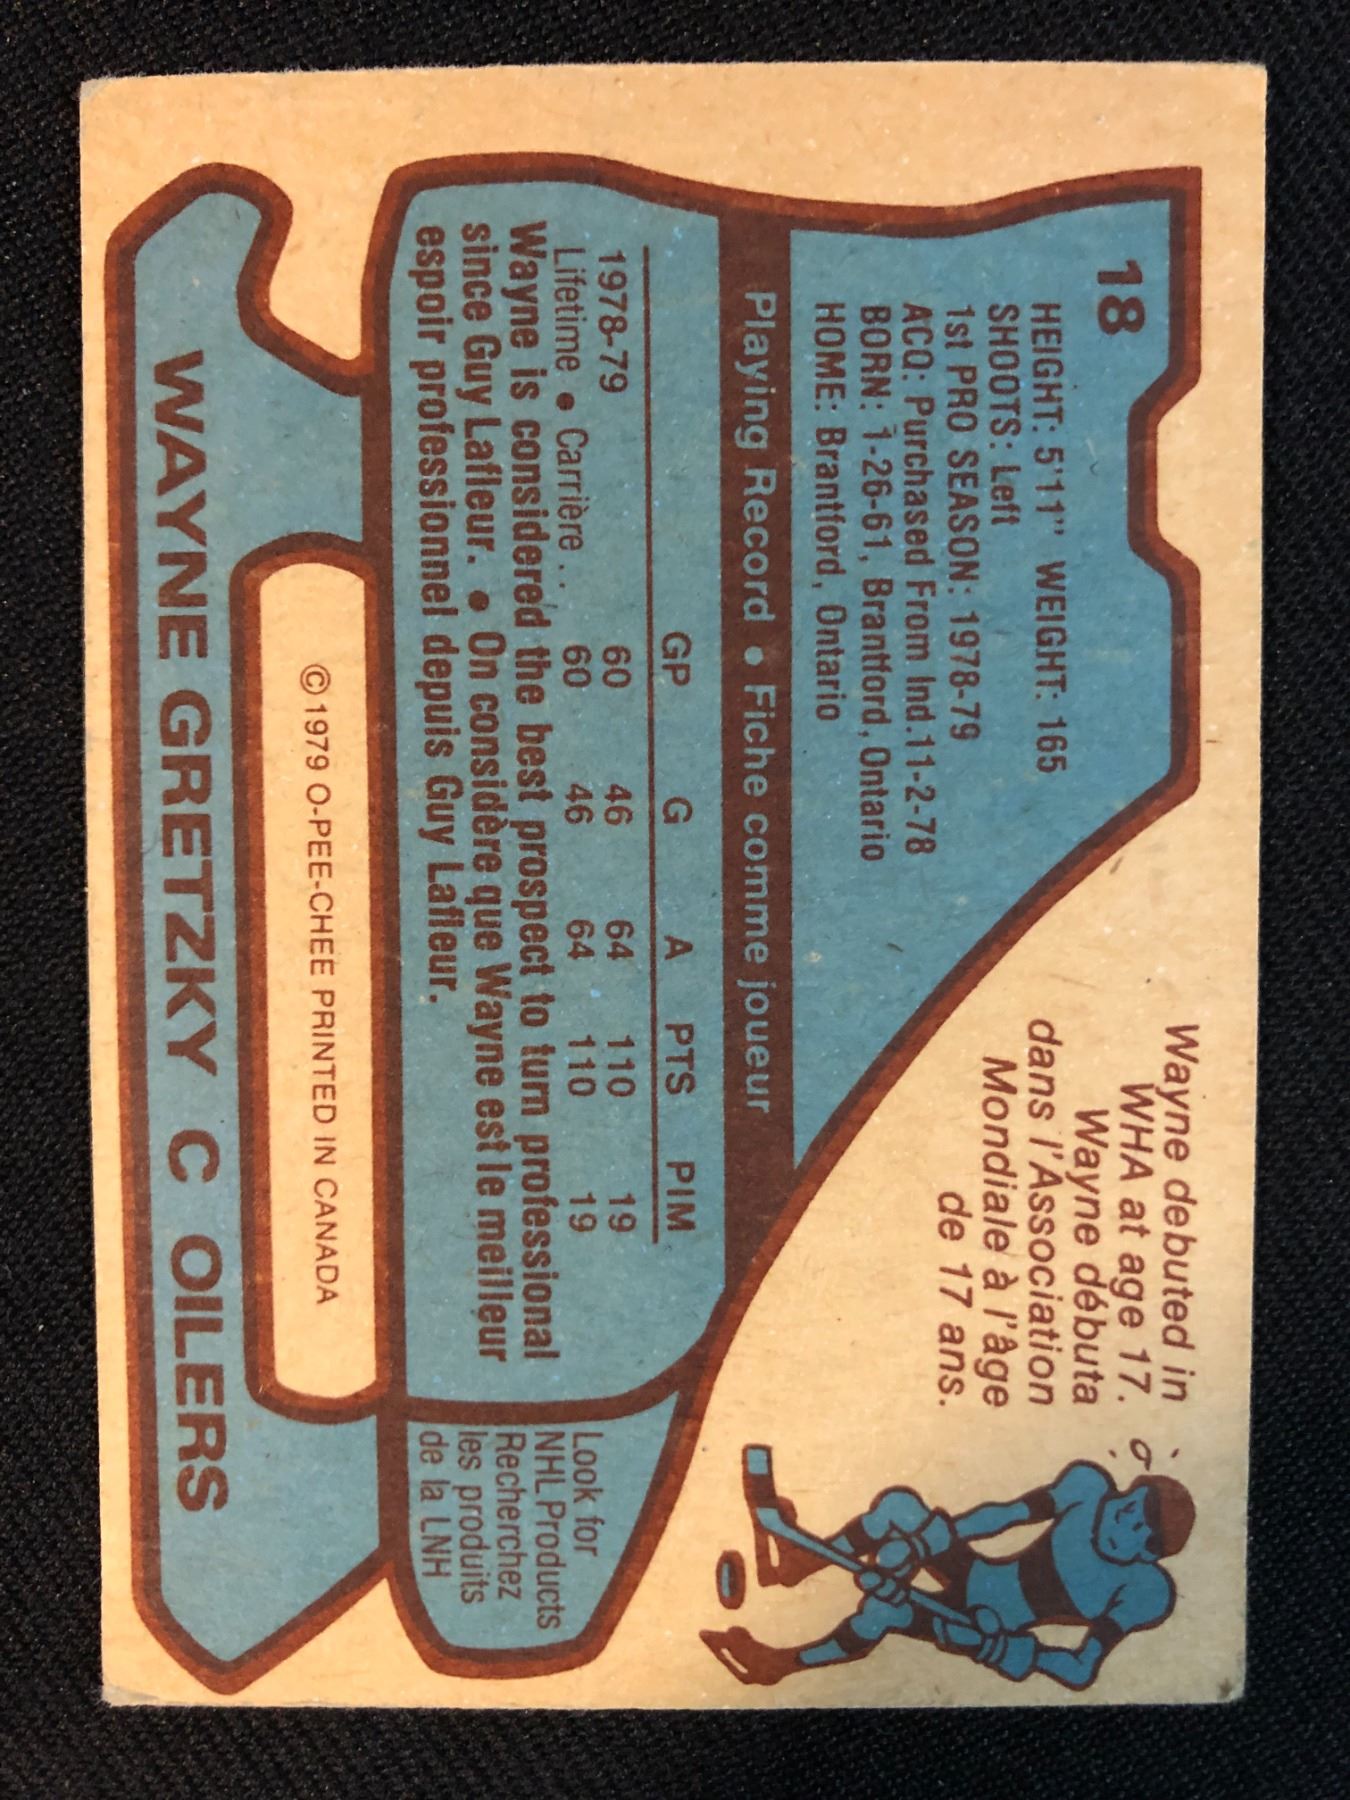 18
HEIGHT: 5'11" WEIGHT: 165
SHOOTS: Left
1st PRO SEASON: 1978-79
ACQ: Purchased From Ind.11-2-78
BORN: 1-26-61, Brantford, Ontario
HOME: Brantford, Ontario
Wayne debuted in
WHA at age 17.
Wayne débuta
dans l'Association
Mondiale à l'âge
de 17 ans.
Playing Record • Fiche comme joueur
GP G A PTS PIM
1978-79 60 46 64 110 19
Lifetime • Carrière .. 60 46 64 110 19
Wayne is considered the best prospect to turn professional
since Guy Lafleur. • On considère que Wayne est le meilleur
espoir professionnel depuis Guy Lafleur.
Look for
NHL Products
Recherchez
les produits
de la LNH
© 1979 O-PEE-CHEE PRINTED IN CANADA
WAYNE GRETZKY C OILERS